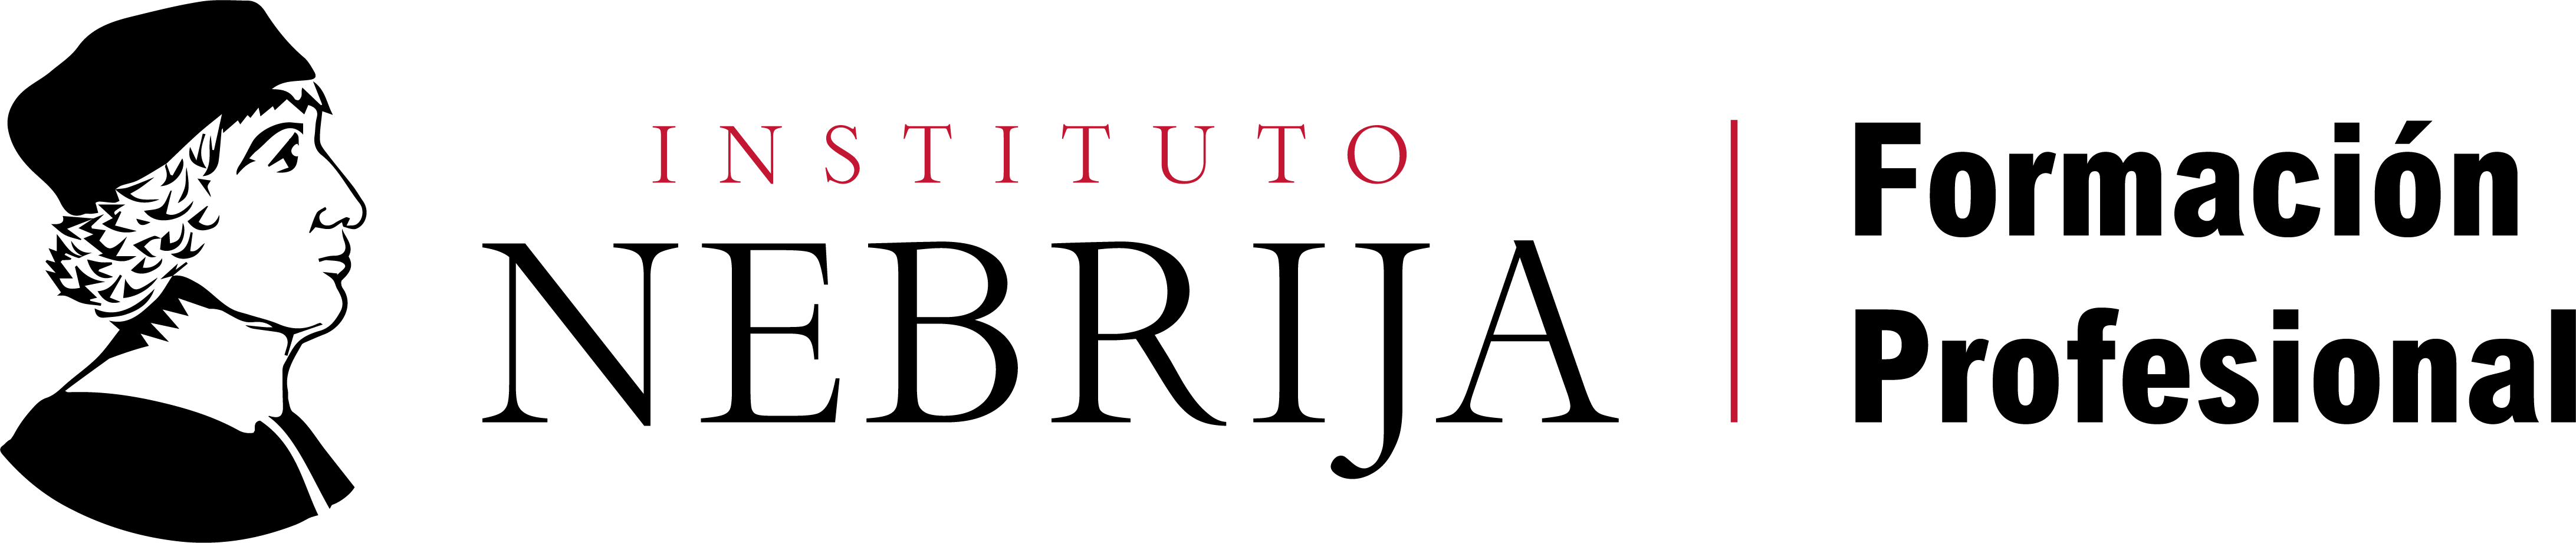 INSTITUTO
NEBRIJA
Formación
Profesional